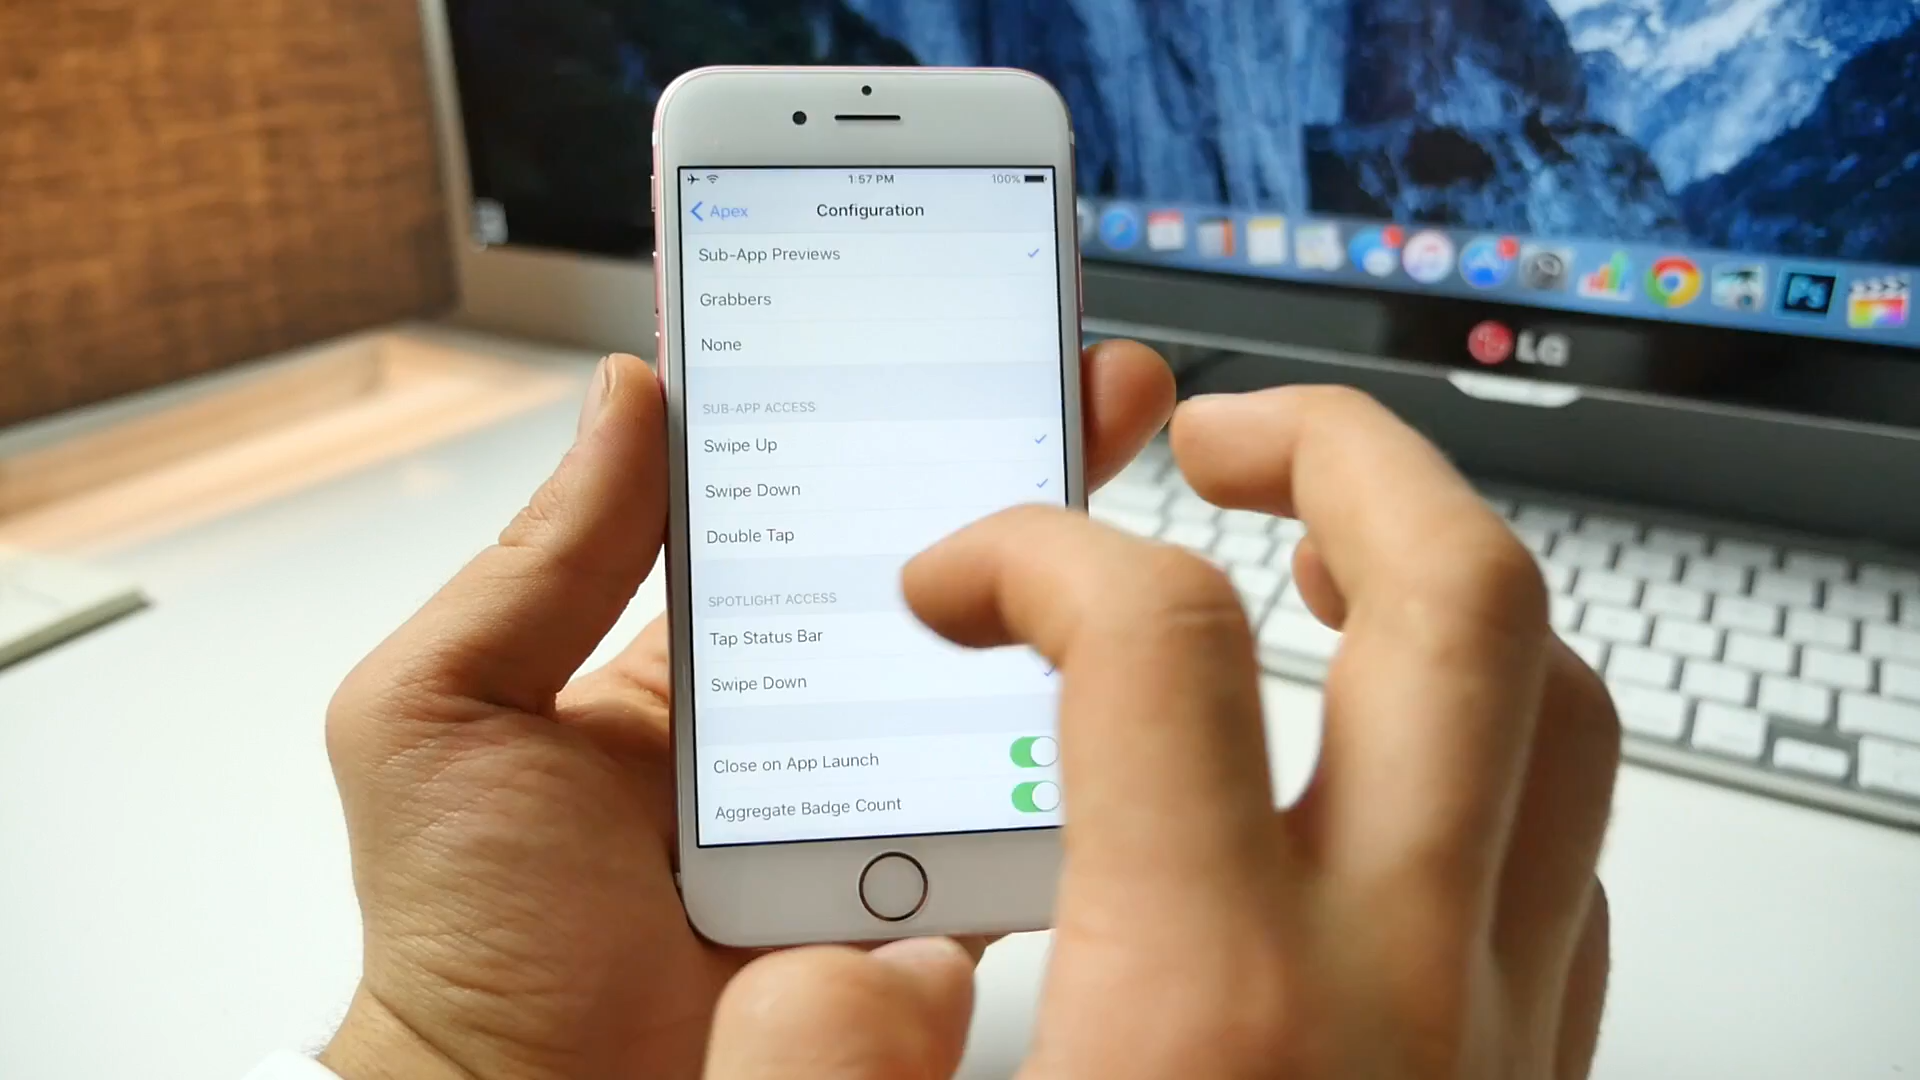 1:57 PM 100%
Apex Configuration
Sub-App Previews
Grabbers
None
SUB-APP ACCESS
Swipe Up
Swipe Down
Double Tap
SPOTLIGHT ACCESS
Tap Status Bar
Swipe Down
Close on App Launch
Aggregate Badge Count
LG
Ps